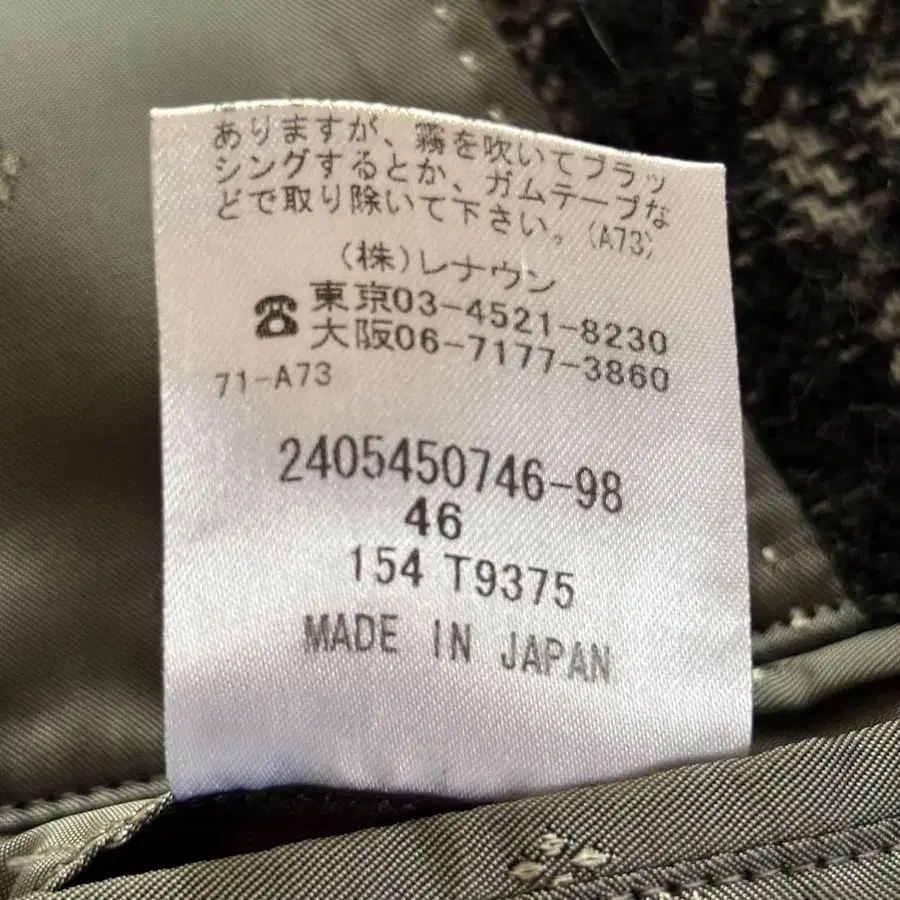 ありますが、霧を吹いてブラッ
シングするとか、ガムテープな
どで取り除いて下さい。(A73)
(株)レナウン
☎東京03-4521-8230
大阪06-7177-3860
71-A73
2405450746-98
46
154 T9375
MADE IN JAPAN